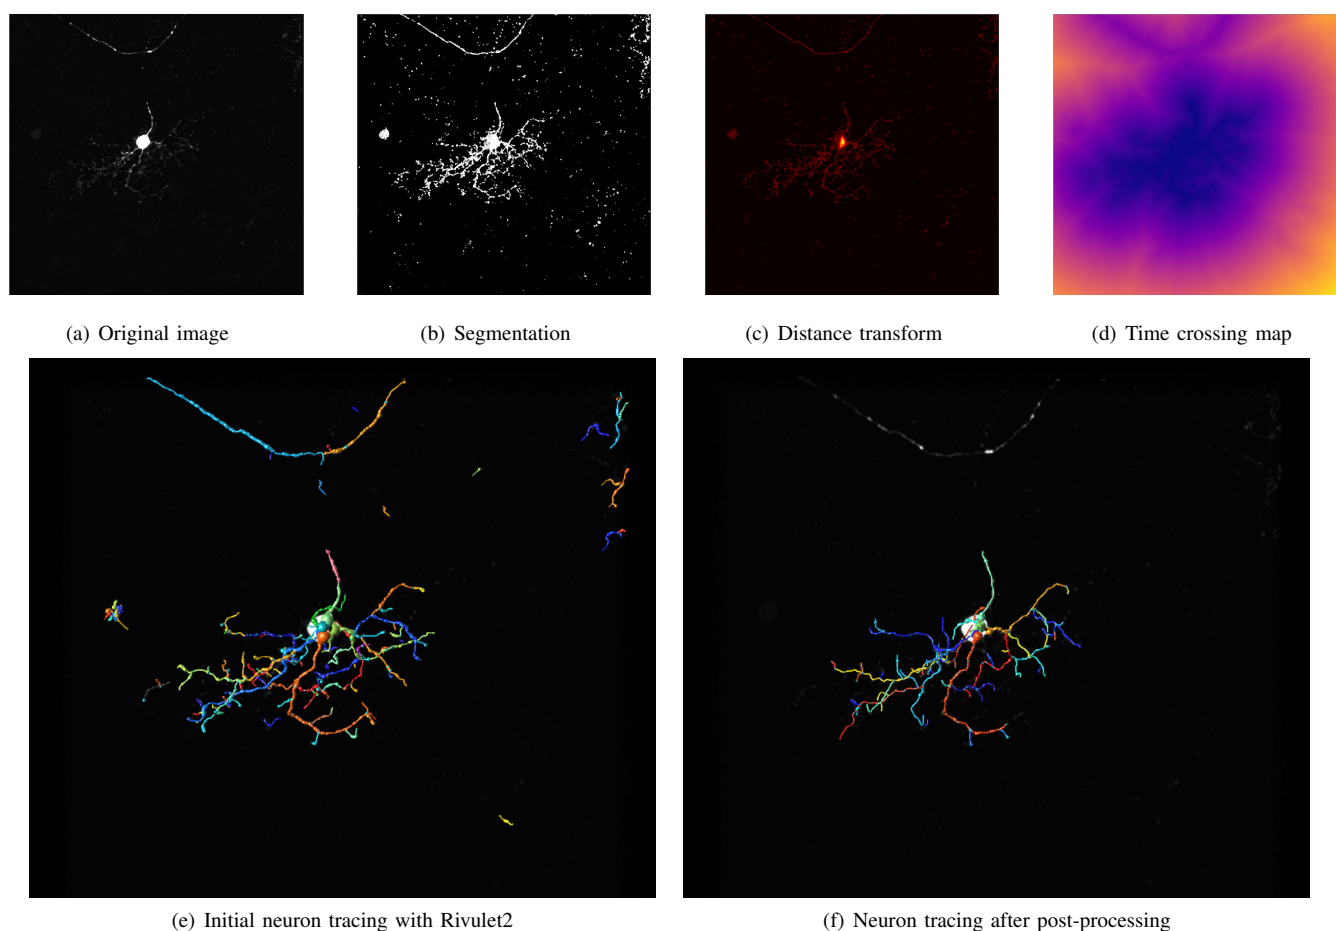 (a) Original image
(b) Segmentation
(c) Distance transform
(d) Time crossing map
(e) Initial neuron tracing with Rivulet2
(f) Neuron tracing after post-processing